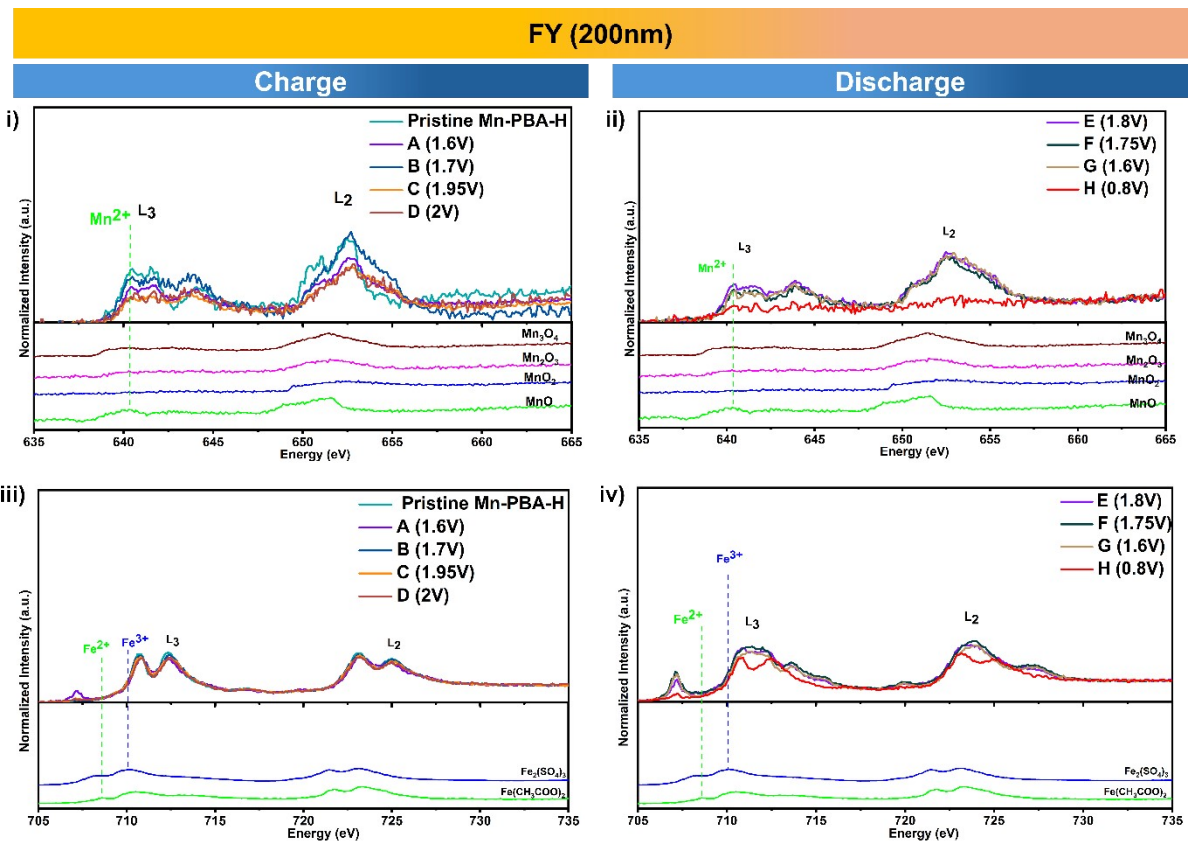 FY (200nm)
Charge
Discharge
i)
Pristine Mn-PBA-H
A (1.6V)
B (1.7V)
C (1.95V)
D (2V)
Mn2+
L3
L2
Normalized Intensity (a.u.)
Mn3O4
Mn2O3
MnO2
MnO
635 640 645 650 655 660 665
Energy (eV)
ii)
E (1.8V)
F (1.75V)
G (1.6V)
H (0.8V)
Mn2+
L3
L2
Normalized Intensity (a.u.)
Mn3O4
Mn2O3
MnO2
MnO
635 640 645 650 655 660 665
Energy (eV)
iii)
Pristine Mn-PBA-H
A (1.6V)
B (1.7V)
C (1.95V)
D (2V)
Fe2+
Fe3+
L3
L2
Normalized Intensity (a.u.)
Fe2(SO4)3
Fe(CH3COO)2
705 710 715 720 725 730 735
Energy (eV)
iv)
E (1.8V)
F (1.75V)
G (1.6V)
H (0.8V)
Fe2+
Fe3+
L3
L2
Normalized Intensity (a.u.)
Fe2(SO4)3
Fe(CH3COO)2
705 710 715 720 725 730 735
Energy (eV)